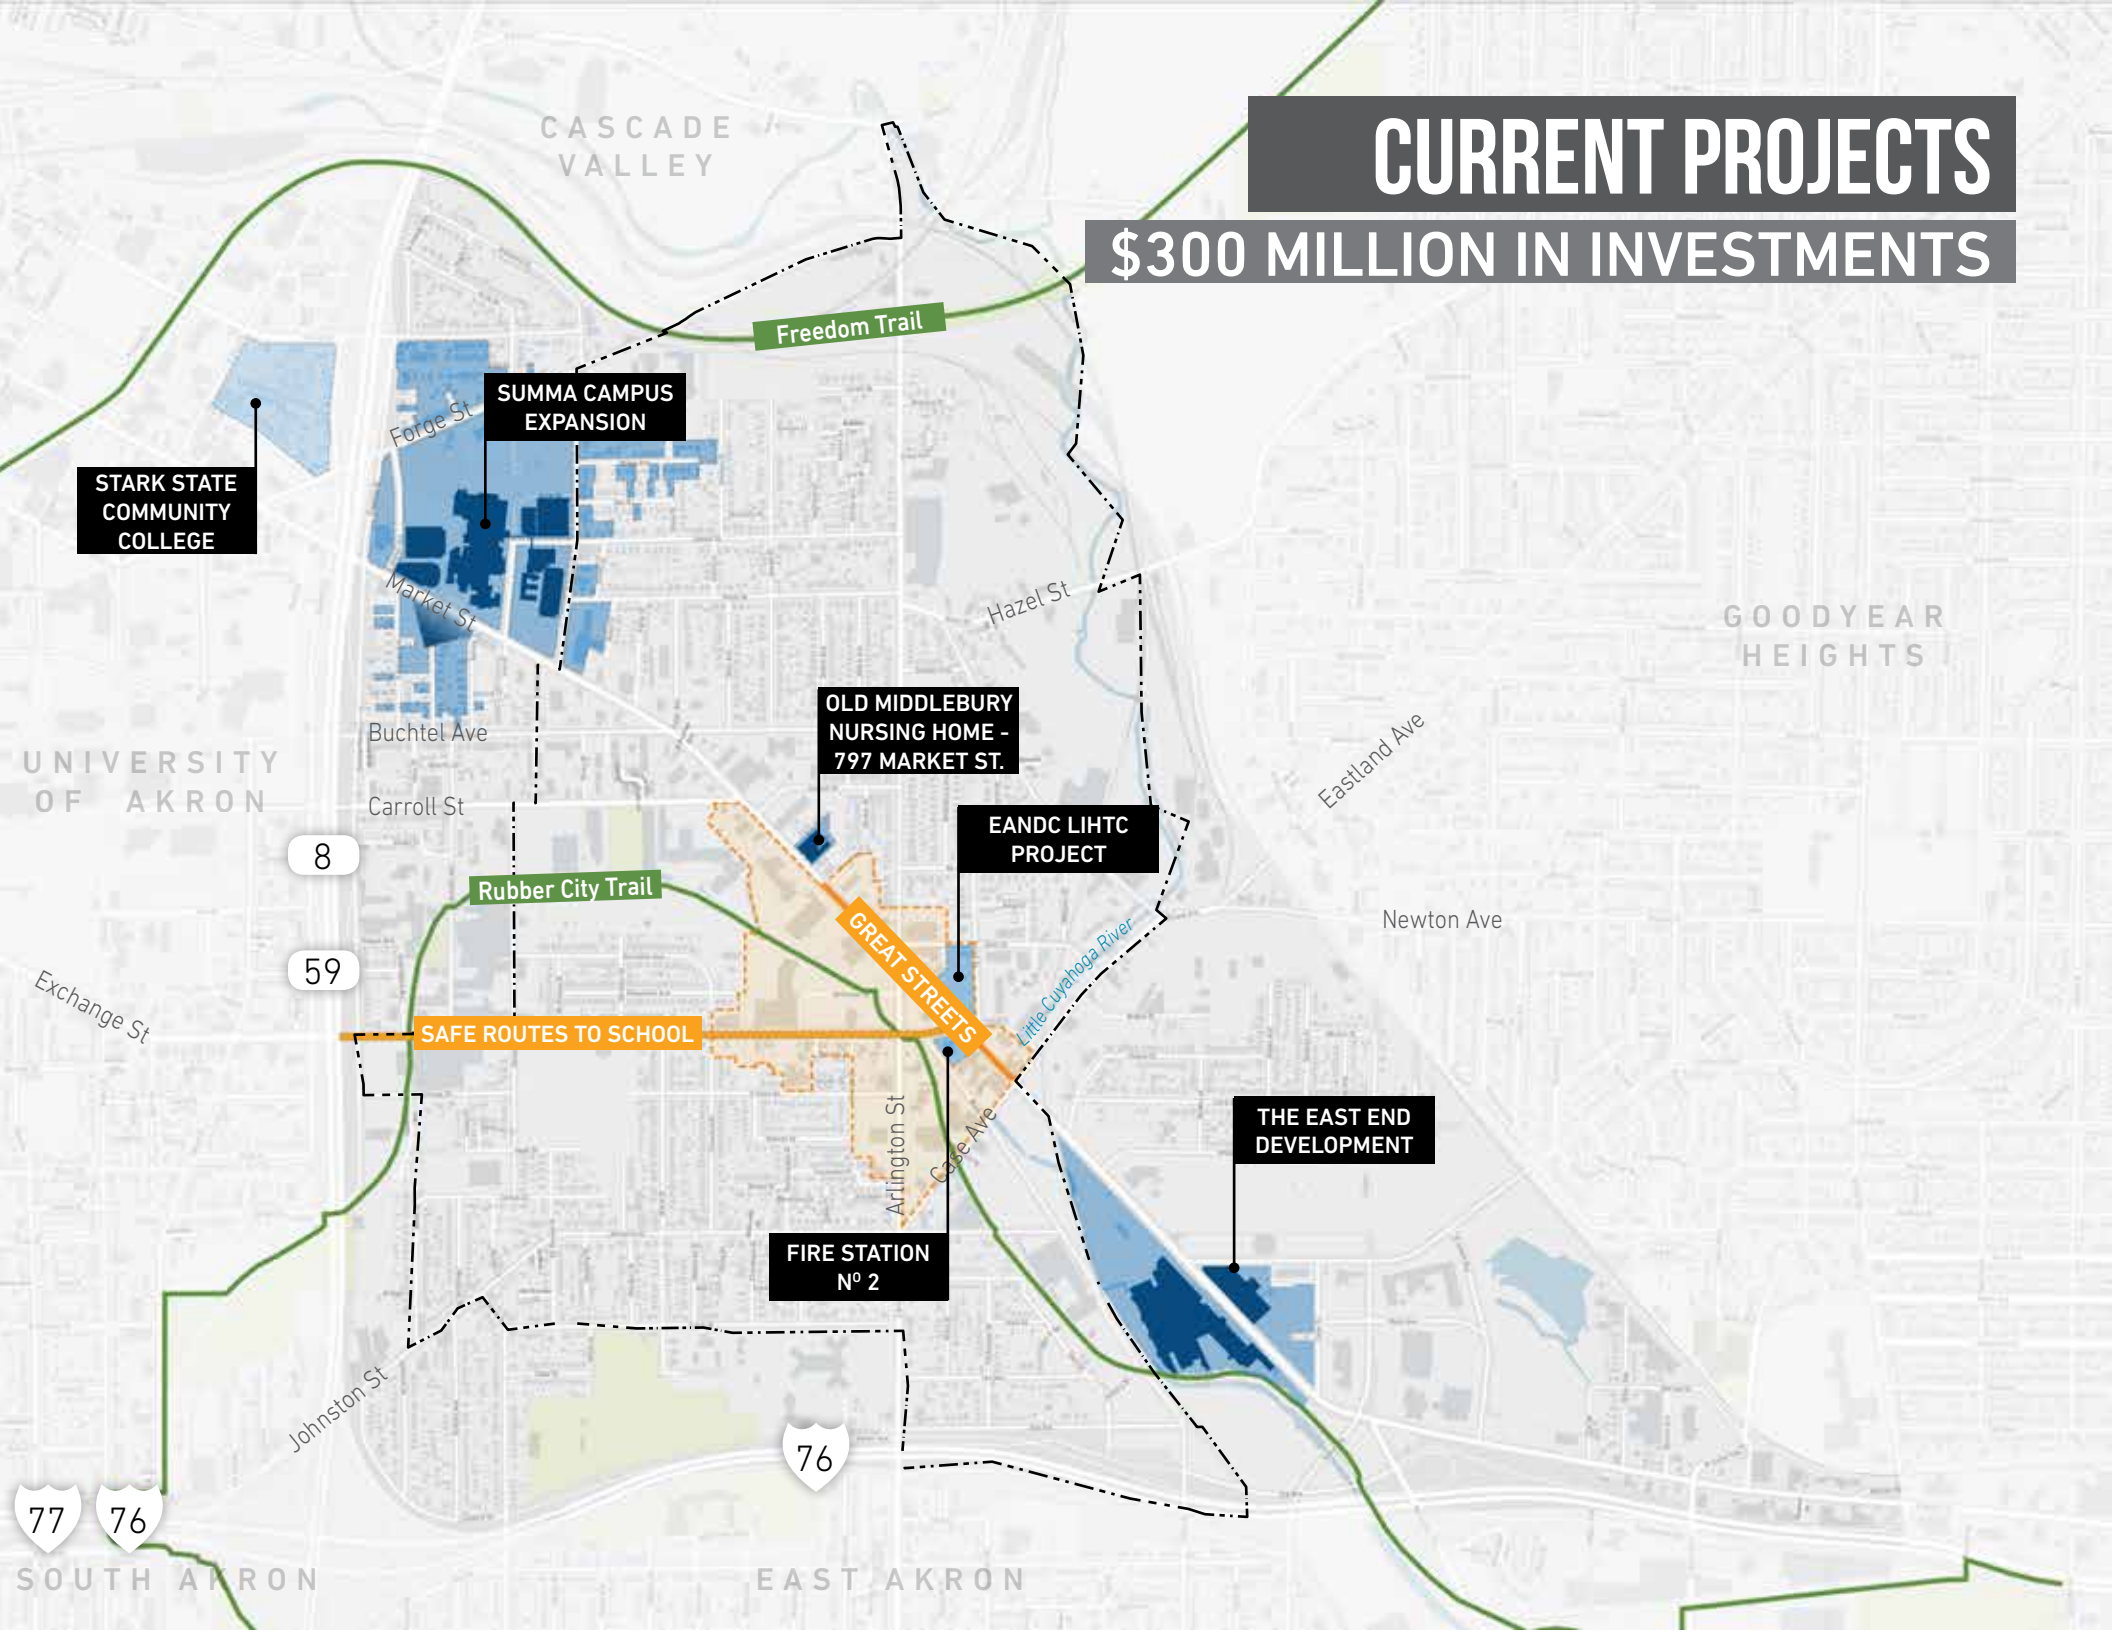 CURRENT PROJECTS
$300 MILLION IN INVESTMENTS
CASCADE
VALLEY
Freedom Trail
SUMMA CAMPUS
EXPANSION
Forge St
STARK STATE
COMMUNITY
COLLEGE
Market St
Hazel St
GOODYEAR
HEIGHTS
OLD MIDDLEBURY
NURSING HOME -
797 MARKET ST.
Buchtel Ave
UNIVERSITY
OF AKRON
Eastland Ave
Carroll St
EANDC LIHTC
PROJECT
8
Rubber City Trail
Newton Ave
GREAT STREETS
Little Cuyahoga River
59
Exchange St
SAFE ROUTES TO SCHOOL
Arlington St
Case Ave
THE EAST END
DEVELOPMENT
FIRE STATION
Nº 2
Johnston St
76
77
76
SOUTH AKRON
EAST AKRON